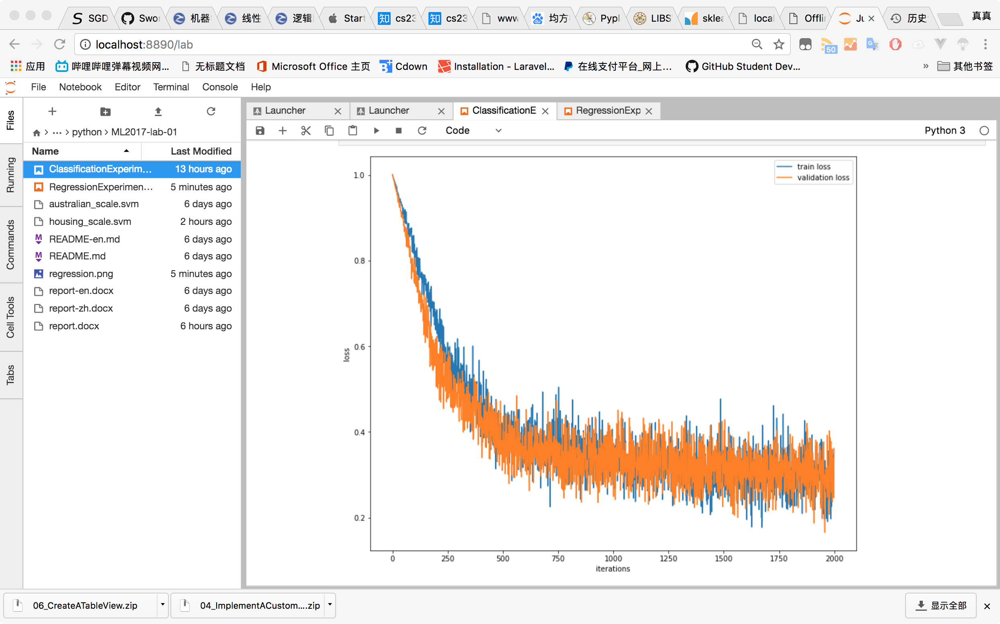 SGD
Swor
机器
线性
逻辑
Start
知 cs23
知 cs23
www
du 均方
Pypl
LIBS
sklea
local
Offlin
Ju
历史
真真
localhost:8890/lab
50
应用
哔哩哔哩弹幕视频网...
无标题文档
Microsoft Office 主页
Cdown
Installation - Laravel...
在线支付平台_网上...
GitHub Student Dev...
»
其他书签
File Notebook Editor Terminal Console Help
Files
Running
Commands
Cell Tools
Tabs
> ... > python > ML2017-lab-01
Name Last Modified
ClassificationExperim... 13 hours ago
RegressionExperimen... 5 minutes ago
australian_scale.svm 6 days ago
housing_scale.svm 2 hours ago
README-en.md 6 days ago
README.md 6 days ago
regression.png 5 minutes ago
report-en.docx 6 days ago
report-zh.docx 6 days ago
report.docx 6 hours ago
Launcher
Launcher
ClassificationE
RegressionExp
Code
Python 3
train loss
validation loss
1.0
0.8
0.6
0.4
0.2
loss
0 250 500 750 1000 1250 1500 1750 2000
iterations
06_CreateATableView.zip
04_ImplementACustom....zip
显示全部